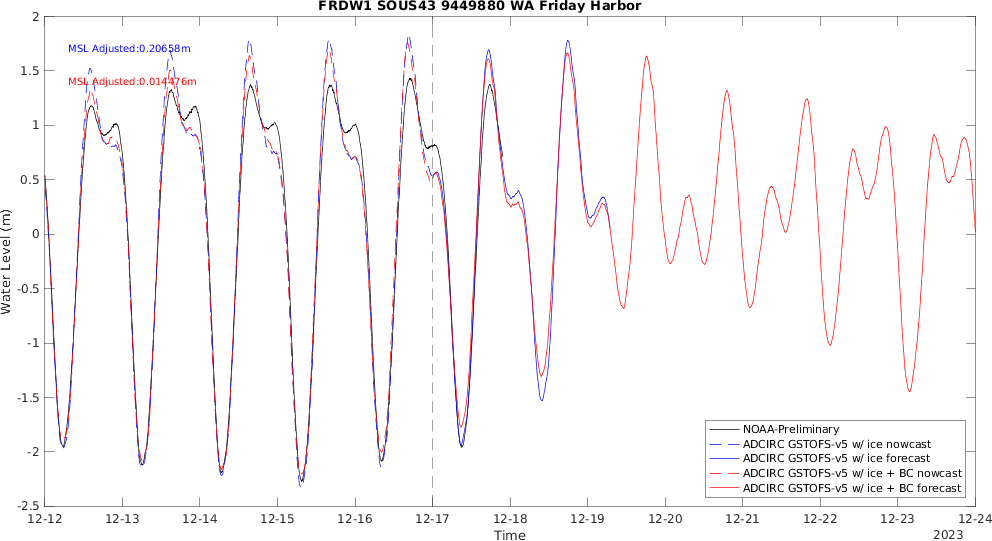 FRDW1 SOUS43 9449880 WA Friday Harbor
2
1.5
1
0.5
0
-0.5
-1
-1.5
-2
-2.5
Water Level (m)
MSL Adjusted:0.20658m
MSL Adjusted:0.014476m
NOAA-Preliminary
ADCIRC GSTOFS-v5 w/ ice nowcast
ADCIRC GSTOFS-v5 w/ ice forecast
ADCIRC GSTOFS-v5 w/ ice + BC nowcast
ADCIRC GSTOFS-v5 w/ ice + BC forecast
12-12 12-13 12-14 12-15 12-16 12-17 12-18 12-19 12-20 12-21 12-22 12-23 12-24
Time
2023